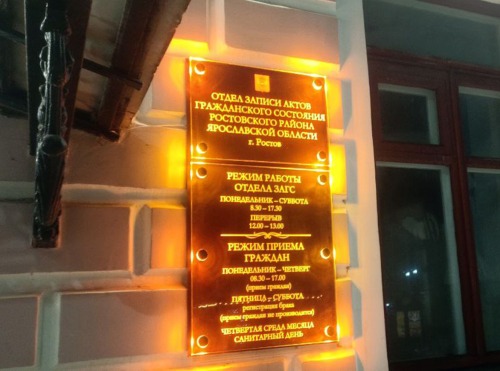 ОТДЕЛ ЗАПИСИ АКТОВ
ГРАЖДАНСКОГО СОСТОЯНИЯ
РОСТОВСКОГО РАЙОНА
ЯРОСЛАВСКОЙ ОБЛАСТИ
г. Ростов
РЕЖИМ РАБОТЫ
ОТДЕЛА ЗАГС
ПОНЕДЕЛЬНИК – СУББОТА
8.30 – 17.30
ПЕРЕРЫВ
12.00 – 13.00
РЕЖИМ ПРИЕМА
ГРАЖДАН
ПОНЕДЕЛЬНИК – ЧЕТВЕРГ
08.30 – 17.00
(прием граждан)
ПЯТНИЦА – СУББОТА
регистрация брака
(прием граждан не производится)
ЧЕТВЕРТАЯ СРЕДА МЕСЯЦА
САНИТАРНЫЙ ДЕНЬ